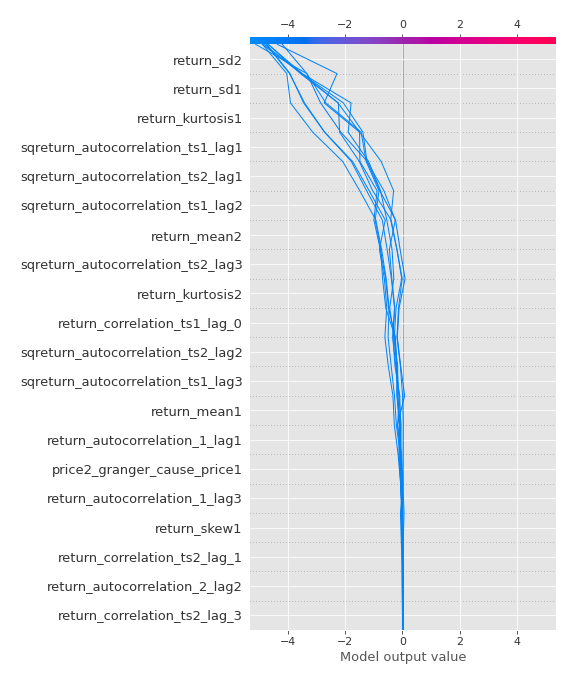 −4 −2 0 2 4
return_sd2
return_sd1
return_kurtosis1
sqreturn_autocorrelation_ts1_lag1
sqreturn_autocorrelation_ts2_lag1
sqreturn_autocorrelation_ts1_lag2
return_mean2
sqreturn_autocorrelation_ts2_lag3
return_kurtosis2
return_correlation_ts1_lag_0
sqreturn_autocorrelation_ts2_lag2
sqreturn_autocorrelation_ts1_lag3
return_mean1
return_autocorrelation_1_lag1
price2_granger_cause_price1
return_autocorrelation_1_lag3
return_skew1
return_correlation_ts2_lag_1
return_autocorrelation_2_lag2
return_correlation_ts2_lag_3
−4 −2 0 2 4
Model output value